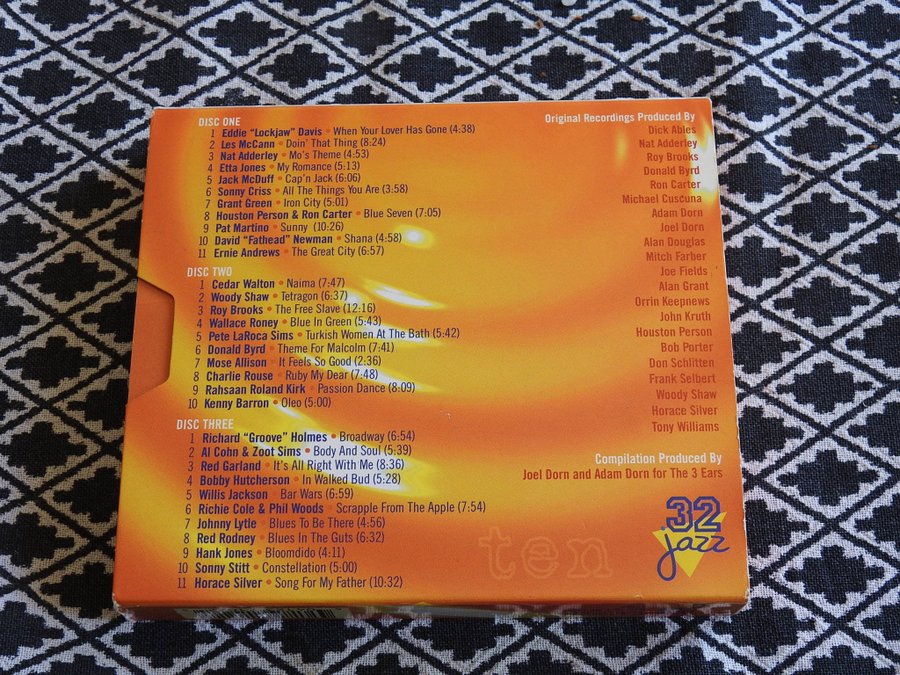 DISC ONE
1 Eddie "Lockjaw" Davis • When Your Lover Has Gone (4:38)
2 Les McCann • Doin' That Thing (8:24)
3 Nat Adderley • Mo's Theme (4:53)
4 Etta Jones • My Romance (5:13)
5 Jack McDuff • Cap'n Jack (6:06)
6 Sonny Criss • All The Things You Are (3:58)
7 Grant Green • Iron City (5:01)
8 Houston Person & Ron Carter • Blue Seven (7:05)
9 Pat Martino • Sunny (10:26)
10 David "Fathead" Newman • Shana (4:58)
11 Ernie Andrews • The Great City (6:57)
DISC TWO
1 Cedar Walton • Naima (7:47)
2 Woody Shaw • Tetragon (6:37)
3 Roy Brooks • The Free Slave (12:16)
4 Wallace Roney • Blue In Green (5:43)
5 Pete LaRoca Sims • Turkish Women At The Bath (5:42)
6 Donald Byrd • Theme For Malcolm (7:41)
7 Mose Allison • It Feels So Good (2:36)
8 Charlie Rouse • Ruby My Dear (7:48)
9 Rahsaan Roland Kirk • Passion Dance (8:09)
10 Kenny Barron • Oleo (5:00)
DISC THREE
1 Richard "Groove" Holmes • Broadway (6:54)
2 Al Cohn & Zoot Sims • Body And Soul (5:39)
3 Red Garland • It's All Right With Me (8:36)
4 Bobby Hutcherson • In Walked Bud (5:28)
5 Willis Jackson • Bar Wars (6:59)
6 Richie Cole & Phil Woods • Scrapple From The Apple (7:54)
7 Johnny Lytle • Blues To Be There (4:56)
8 Red Rodney • Blues In The Guts (6:32)
9 Hank Jones • Bloomdido (4:11)
10 Sonny Stitt • Constellation (5:00)
11 Horace Silver • Song For My Father (10:32)
Original Recordings Produced By
Dick Ables
Nat Adderley
Roy Brooks
Donald Byrd
Ron Carter
Michael Cuscuna
Adam Dorn
Joel Dorn
Alan Douglas
Mitch Farber
Joe Fields
Alan Grant
Orrin Keepnews
John Kruth
Houston Person
Bob Porter
Don Schlitten
Frank Seibert
Woody Shaw
Horace Silver
Tony Williams
Compilation Produced By
Joel Dorn and Adam Dorn for The 3 Ears
ten
32
jazz